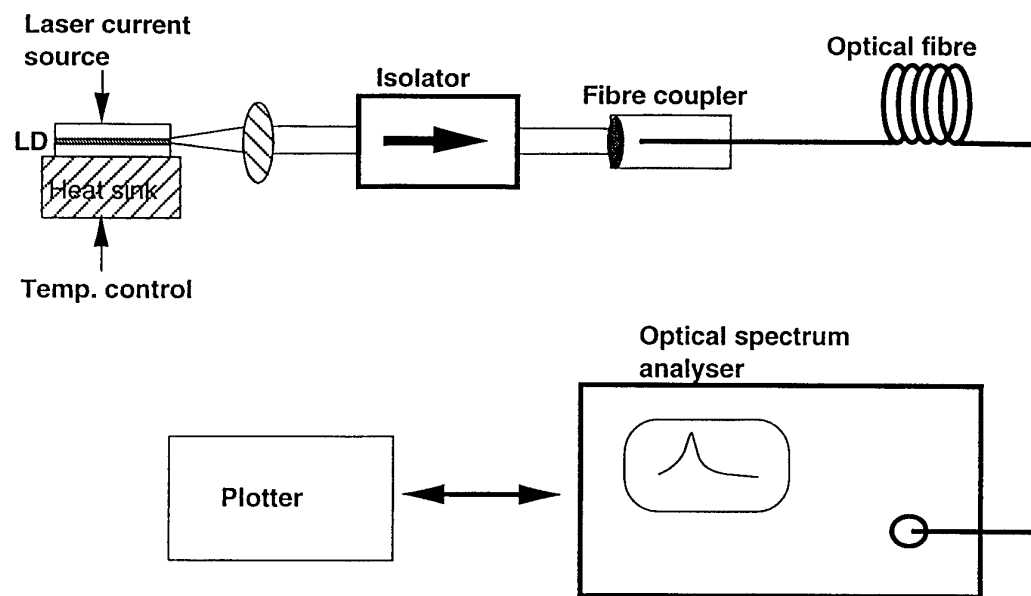 Laser current
source
Isolator
Optical fibre
Fibre coupler
LD
Heat sink
Temp. control
Optical spectrum
analyser
Plotter